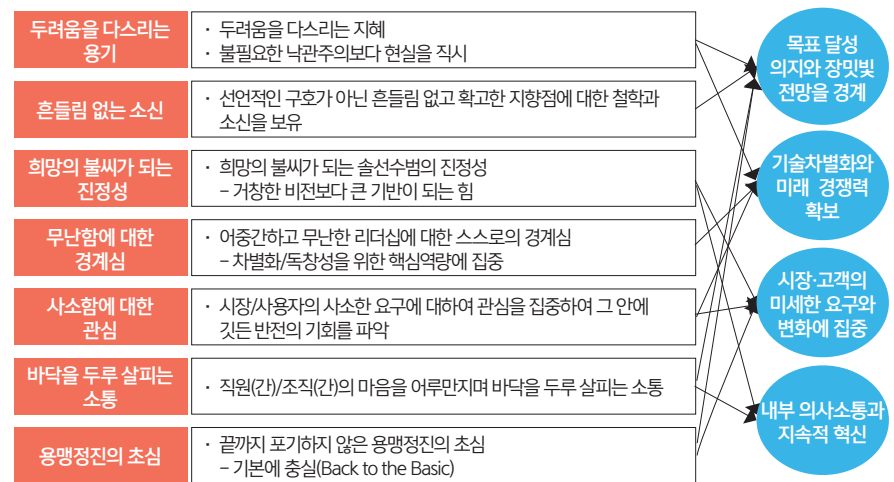 두려움을 다스리는
용기
· 두려움을 다스리는 지혜
· 불필요한 낙관주의보다 현실을 직시
흔들림 없는 소신
· 선언적인 구호가 아닌 흔들림 없고 확고한 지향점에 대한 철학과
소신을 보유
희망의 불씨가 되는
진정성
· 희망의 불씨가 되는 솔선수범의 진정성
– 거창한 비전보다 큰 기반이 되는 힘
무난함에 대한
경계심
· 어중간하고 무난한 리더십에 대한 스스로의 경계심
– 차별화/독창성을 위한 핵심역량에 집중
사소함에 대한
관심
· 시장/사용자의 사소한 요구에 대하여 관심을 집중하여 그 안에
깃든 반전의 기회를 파악
바닥을 두루 살피는
소통
· 직원(간)/조직(간)의 마음을 어루만지며 바닥을 두루 살피는 소통
용맹정진의 초심
· 끝까지 포기하지 않은 용맹정진의 초심
– 기본에 충실(Back to the Basic)
목표 달성
의지와 장밋빛
전망을 경계
기술차별화와
미래 경쟁력
확보
시장·고객의
미세한 요구와
변화에 집중
내부 의사소통과
지속적 혁신